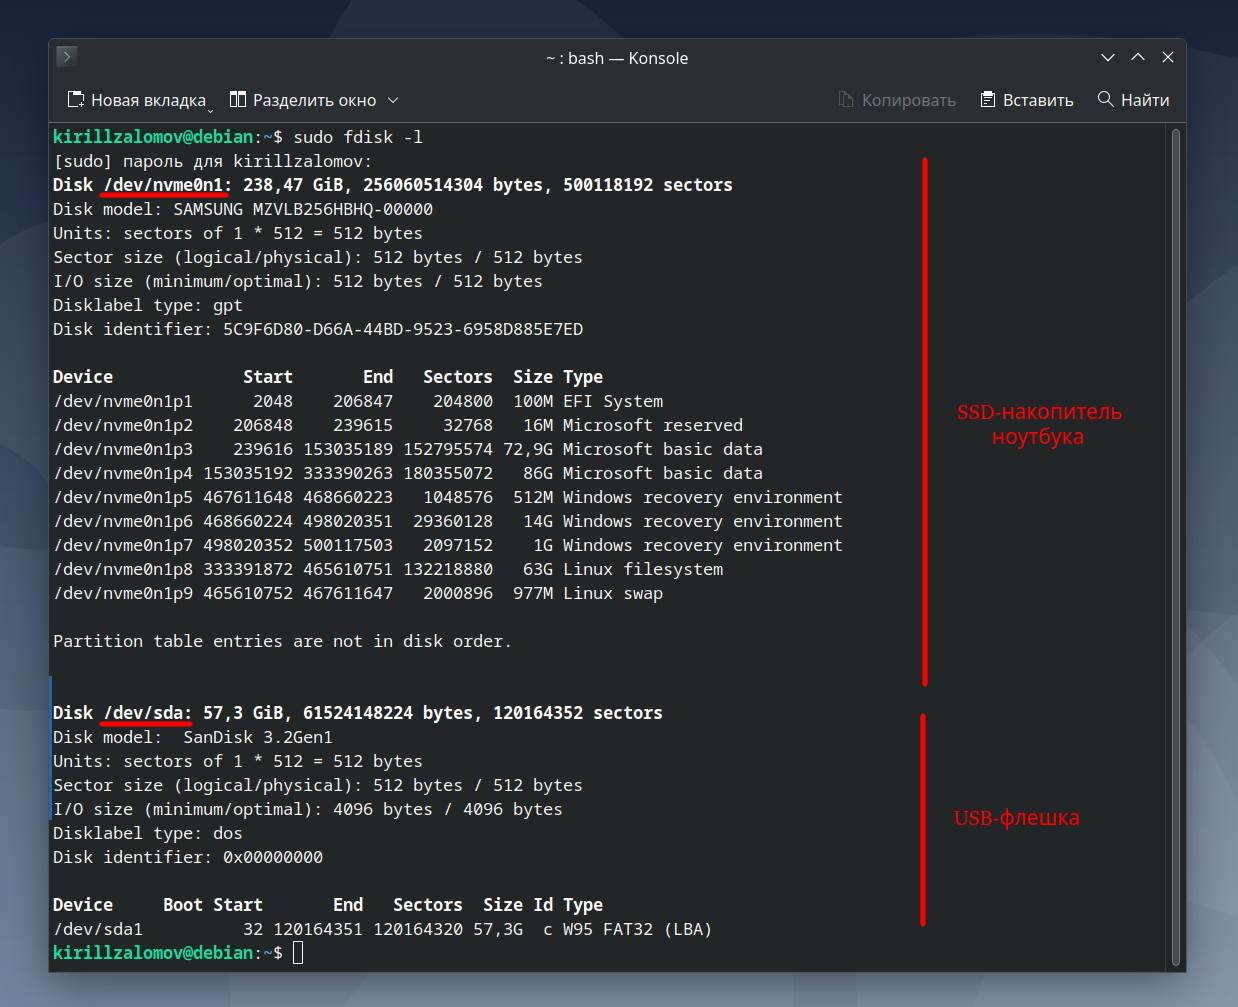 ~ : bash — Konsole
Новая вкладка Разделить окно Копировать Вставить Найти
kirillzalomov@debian:~$ sudo fdisk -l
[sudo] пароль для kirillzalomov:
Disk /dev/nvme0n1: 238,47 GiB, 256060514304 bytes, 500118192 sectors
Disk model: SAMSUNG MZVLB256HBHQ-00000
Units: sectors of 1 * 512 = 512 bytes
Sector size (logical/physical): 512 bytes / 512 bytes
I/O size (minimum/optimal): 512 bytes / 512 bytes
Disklabel type: gpt
Disk identifier: 5C9F6D80-D66A-44BD-9523-6958D885E7ED
Device Start End Sectors Size Type
/dev/nvme0n1p1 2048 206847 204800 100M EFI System
/dev/nvme0n1p2 206848 239615 32768 16M Microsoft reserved
/dev/nvme0n1p3 239616 153035189 152795574 72,9G Microsoft basic data
/dev/nvme0n1p4 153035192 333390263 180355072 86G Microsoft basic data
/dev/nvme0n1p5 467611648 468660223 1048576 512M Windows recovery environment
/dev/nvme0n1p6 468660224 498020351 29360128 14G Windows recovery environment
/dev/nvme0n1p7 498020352 500117503 2097152 1G Windows recovery environment
/dev/nvme0n1p8 333391872 465610751 132218880 63G Linux filesystem
/dev/nvme0n1p9 465610752 467611647 2000896 977M Linux swap
Partition table entries are not in disk order.
SSD-накопитель
ноутбука
Disk /dev/sda: 57,3 GiB, 61524148224 bytes, 120164352 sectors
Disk model: SanDisk 3.2Gen1
Units: sectors of 1 * 512 = 512 bytes
Sector size (logical/physical): 512 bytes / 512 bytes
I/O size (minimum/optimal): 4096 bytes / 4096 bytes
Disklabel type: dos
Disk identifier: 0x00000000
Device Boot Start End Sectors Size Id Type
/dev/sda1 32 120164351 120164320 57,3G c W95 FAT32 (LBA)
USB-флешка
kirillzalomov@debian:~$